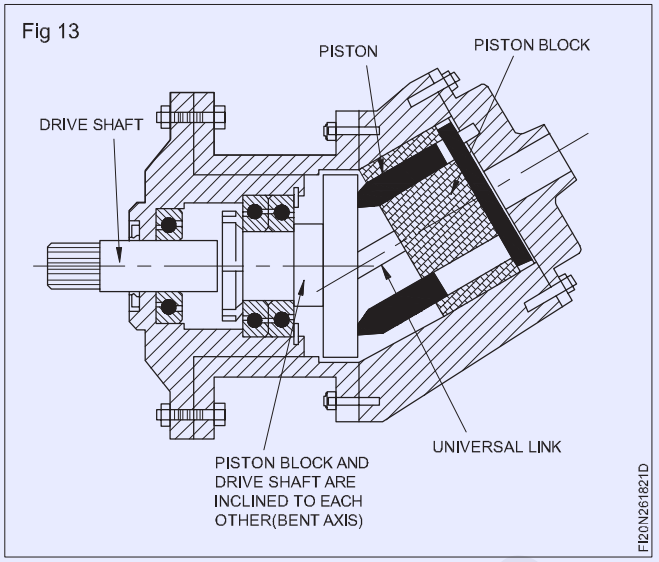 Fig 13
PISTON
PISTON BLOCK
DRIVE SHAFT
UNIVERSAL LINK
PISTON BLOCK AND
DRIVE SHAFT ARE
INCLINED TO EACH
OTHER(BENT AXIS)
FI20N261821D